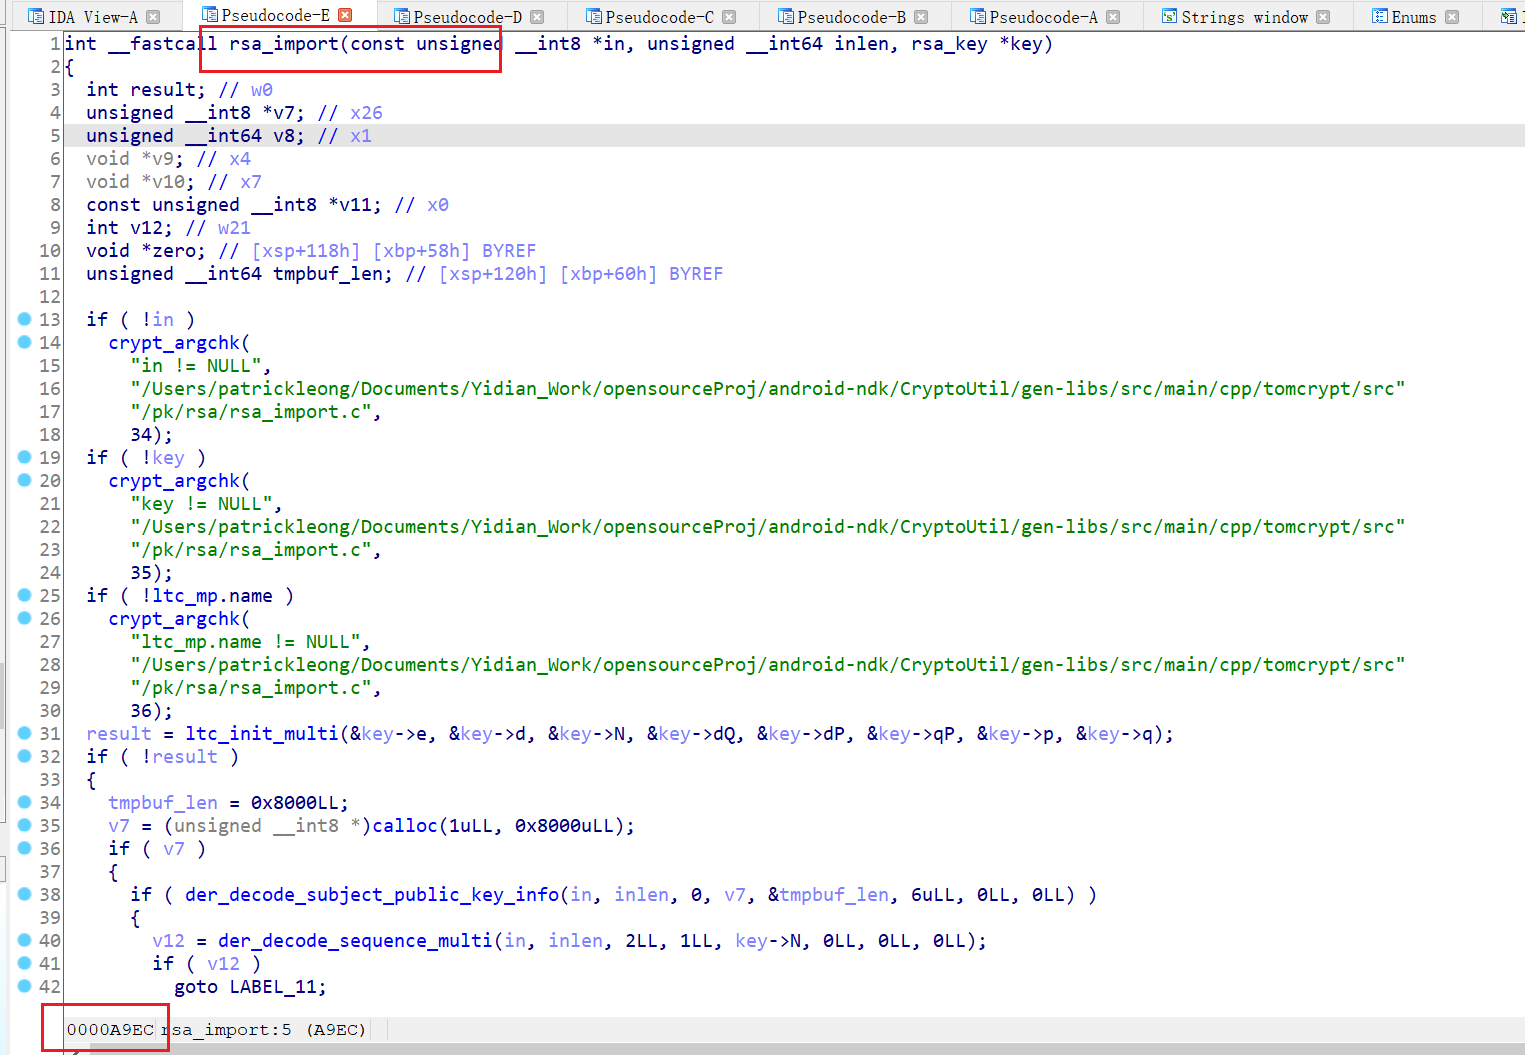 IDA View-A Pseudocode-E Pseudocode-D Pseudocode-C Pseudocode-B Pseudocode-A Strings window Enums
1 int __fastcall rsa_import(const unsigned __int8 *in, unsigned __int64 inlen, rsa_key *key)
2 {
3 int result; // w0
4 unsigned __int8 *v7; // x26
5 unsigned __int64 v8; // x1
6 void *v9; // x4
7 void *v10; // x7
8 const unsigned __int8 *v11; // x0
9 int v12; // w21
10 void *zero; // [xsp+118h] [xbp+58h] BYREF
11 unsigned __int64 tmpbuf_len; // [xsp+120h] [xbp+60h] BYREF
12
13 if ( !in )
14 crypt_argchk(
15 "in != NULL",
16 "/Users/patrickleong/Documents/Yidian_Work/opensourceProj/android-ndk/CryptoUtil/gen-libs/src/main/cpp/tomcrypt/src"
17 "/pk/rsa/rsa_import.c",
18 34);
19 if ( !key )
20 crypt_argchk(
21 "key != NULL",
22 "/Users/patrickleong/Documents/Yidian_Work/opensourceProj/android-ndk/CryptoUtil/gen-libs/src/main/cpp/tomcrypt/src"
23 "/pk/rsa/rsa_import.c",
24 35);
25 if ( !ltc_mp.name )
26 crypt_argchk(
27 "ltc_mp.name != NULL",
28 "/Users/patrickleong/Documents/Yidian_Work/opensourceProj/android-ndk/CryptoUtil/gen-libs/src/main/cpp/tomcrypt/src"
29 "/pk/rsa/rsa_import.c",
30 36);
31 result = ltc_init_multi(&key->e, &key->d, &key->N, &key->dQ, &key->dP, &key->qP, &key->p, &key->q);
32 if ( !result )
33 {
34 tmpbuf_len = 0x8000LL;
35 v7 = (unsigned __int8 *)calloc(1uLL, 0x8000uLL);
36 if ( v7 )
37 {
38 if ( der_decode_subject_public_key_info(in, inlen, 0, v7, &tmpbuf_len, 6uLL, 0LL, 0LL) )
39 {
40 v12 = der_decode_sequence_multi(in, inlen, 2LL, 1LL, key->N, 0LL, 0LL, 0LL);
41 if ( v12 )
42 goto LABEL_11;
0000A9EC rsa_import:5 (A9EC)